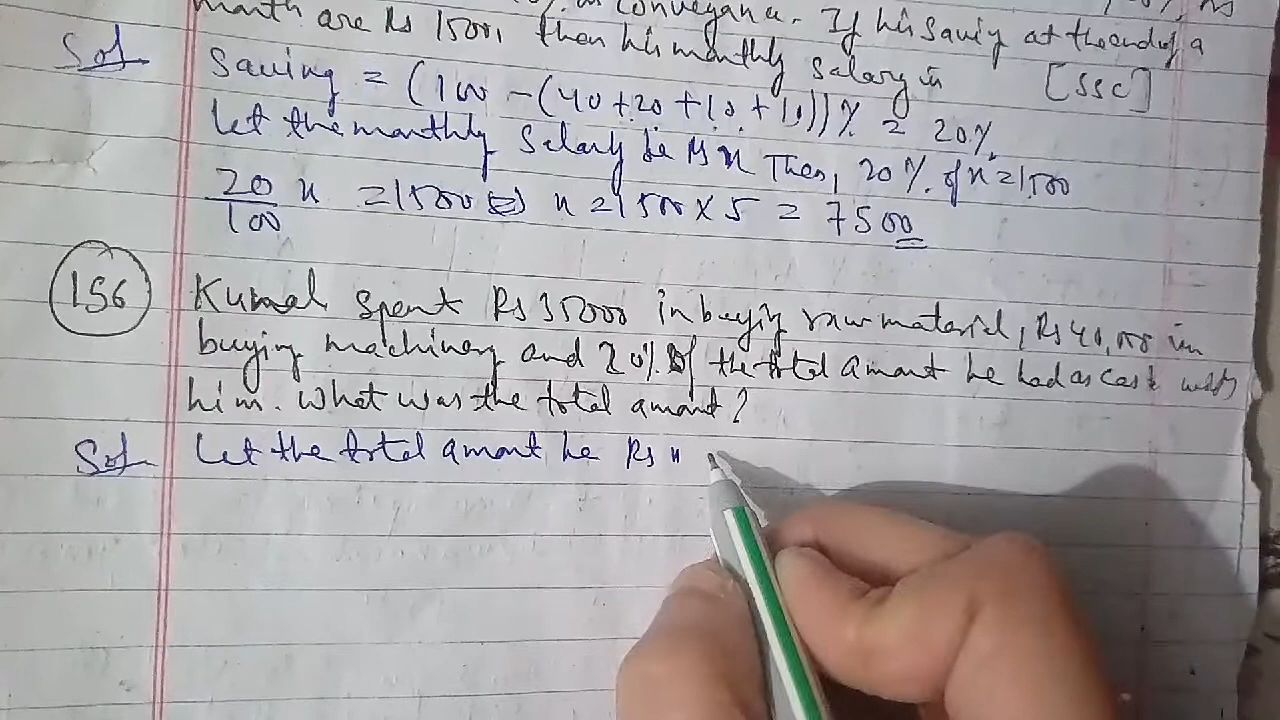 conveyance. If his saving at the end of a
month are Rs 1500, then his monthly salary in [SSC]
Sol Saving = (100 - (40+20+10+10))% = 20%
Let the monthly Salary be Rs x Then, 20% of x = 1500
20/100 x = 1500 ⇒ x = 1500 × 5 = 7500
156 Kumal Spent Rs 35000 in buying raw material, Rs 40,000 in
buying machinery and 20% of the total amount he had as cash with
him. What was the total amount?
Sol Let the total amount be Rs x